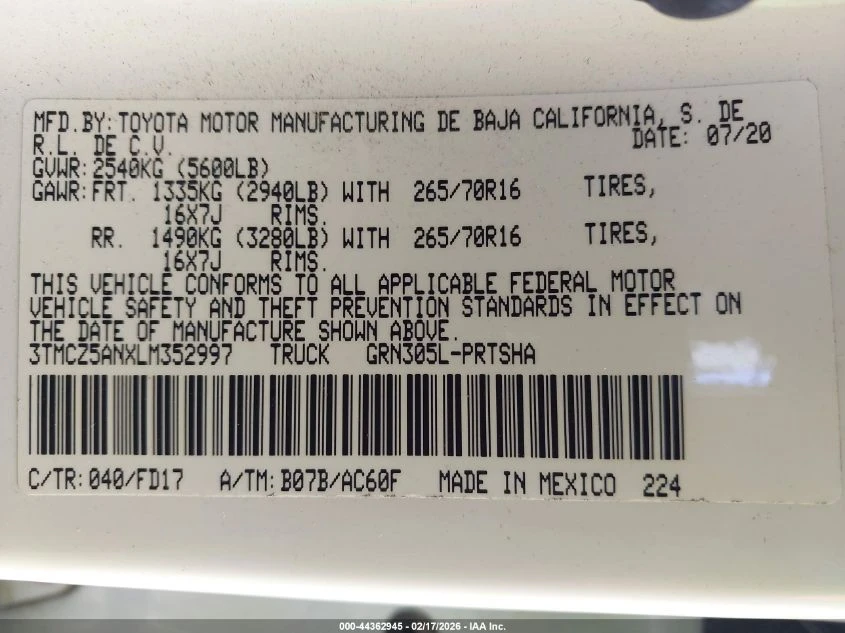 MFD.BY:TOYOTA MOTOR MANUFACTURING DE BAJA CALIFORNIA, S. DE
R.L. DE C.V. DATE: 07/20
GVWR:2540KG (5600LB)
GAWR:FRT. 1335KG (2940LB) WITH 265/70R16 TIRES,
16X7J RIMS.
RR. 1490KG (3280LB) WITH 265/70R16 TIRES,
16X7J RIMS.
THIS VEHICLE CONFORMS TO ALL APPLICABLE FEDERAL MOTOR
VEHICLE SAFETY AND THEFT PREVENTION STANDARDS IN EFFECT ON
THE DATE OF MANUFACTURE SHOWN ABOVE.
3TMCZ5ANXLM352997 TRUCK GRN305L-PRTSHA
C/TR:040/FD17 A/TM:B07B/AC60F MADE IN MEXICO 224
000-44362945 - 02/17/2026 - IAA Inc.